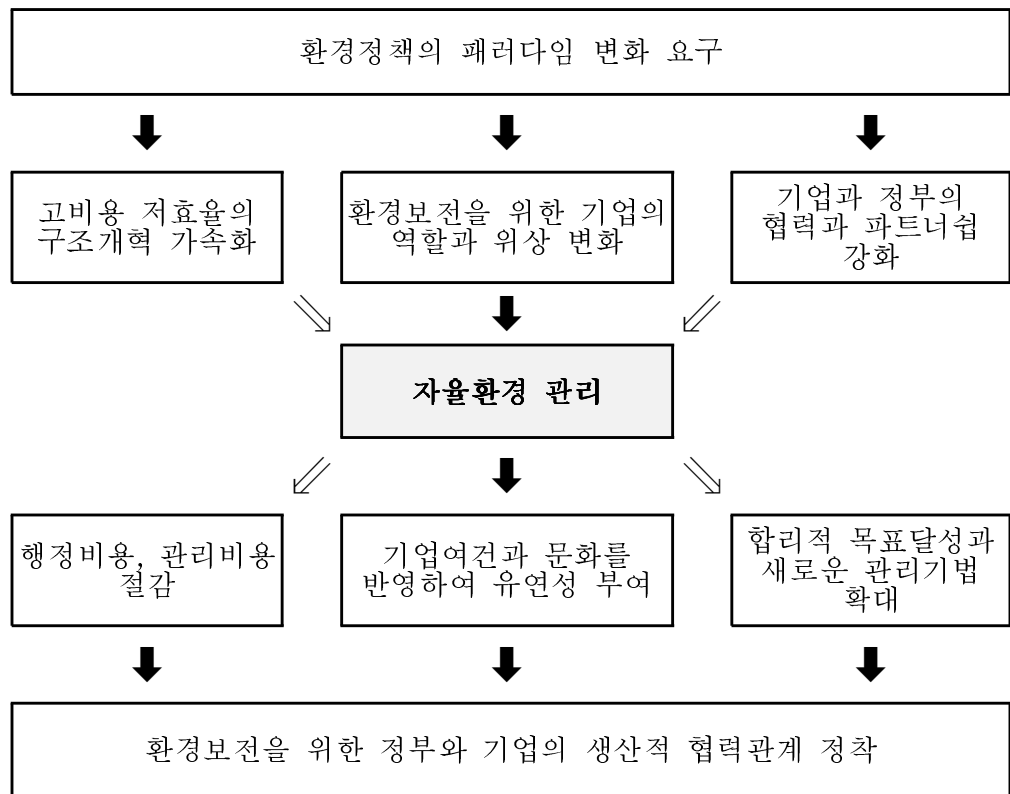 환경정책의 패러다임 변화 요구
고비용 저효율의
구조개혁 가속화
환경보전을 위한 기업의
역할과 위상 변화
기업과 정부의
협력과 파트너쉽
강화
자율환경 관리
행정비용, 관리비용
절감
기업여건과 문화를
반영하여 유연성 부여
합리적 목표달성과
새로운 관리기법
확대
환경보전을 위한 정부와 기업의 생산적 협력관계 정착